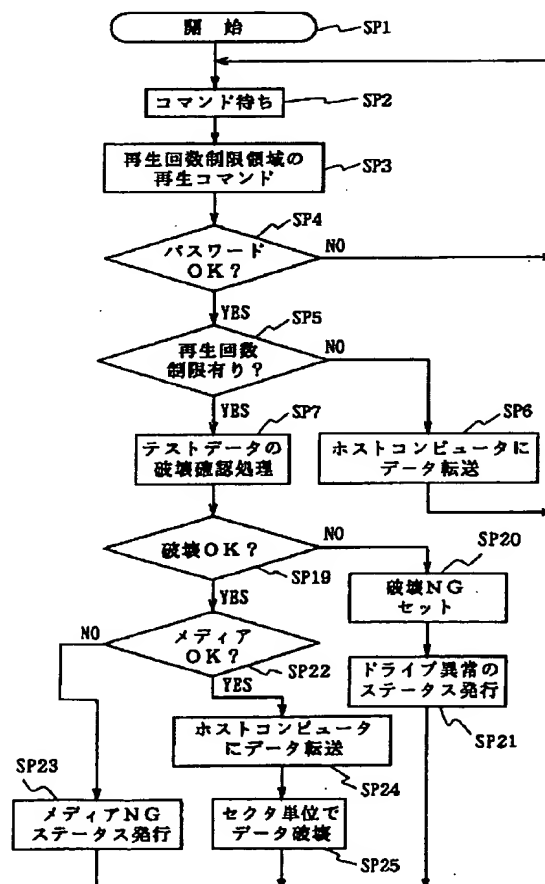 開 始
SP1
コマンド待ち
SP2
再生回数制限領域の
再生コマンド
SP3
SP4
パスワード
OK？
NO
YES
SP5
再生回数
制限有り？
NO
YES
SP7
SP6
テストデータの
破壊確認処理
ホストコンピュータに
データ転送
破壊OK？
NO
SP19
SP20
YES
破壊NG
セット
NO
メディア
OK？
SP22
YES
ドライブ異常の
ステータス発行
SP21
ホストコンピュータ
にデータ転送
SP24
SP23
メディアNG
ステータス発行
セクタ単位で
データ破壊
SP25